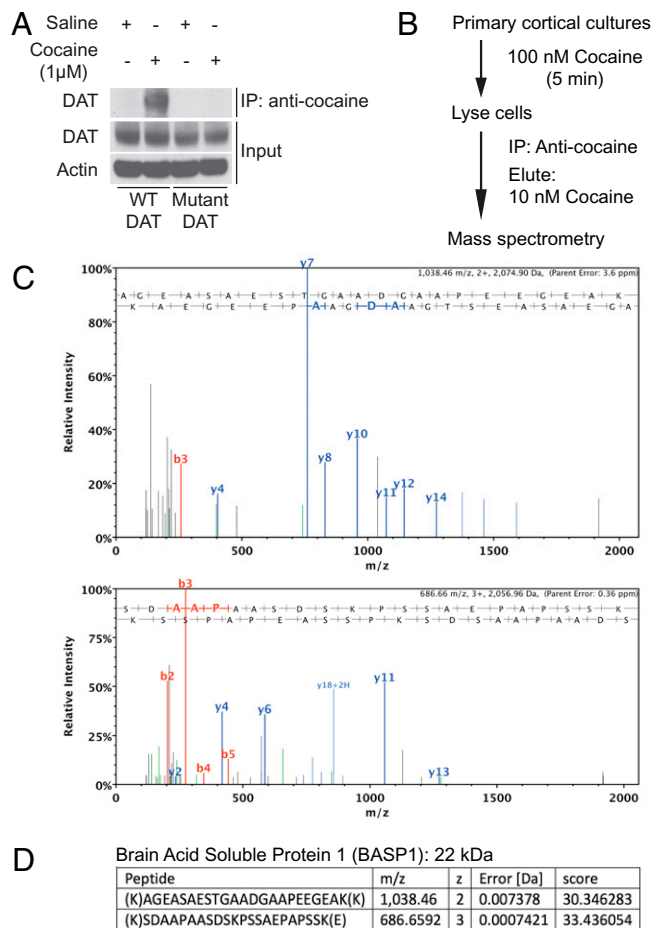 A
Saline + - + -
Cocaine (1µM) - + - +
DAT
IP: anti-cocaine
DAT
Input
Actin
WT DAT
Mutant DAT
B
Primary cortical cultures
100 nM Cocaine
(5 min)
Lyse cells
IP: Anti-cocaine
Elute:
10 nM Cocaine
Mass spectrometry
C
y7
100%
1,038.46 m/z, 2+, 2,074.90 Da, (Parent Error: 3.6 ppm)
A G E A S A E S T G A A D G A A P E E G E A K
K A E G E E P A A G D A A G T S E A S A E G A
80%
60%
40%
20%
0%
Relative Intensity
b3
y4
y8
y10
y11
y12
y14
0 500 1000 1500 2000
m/z
b3
100%
686.66 m/z, 3+, 2,056.96 Da, (Parent Error: 0.36 ppm)
S D A A P A A S D S K P S S A E P A P S S K
K S S P A P E A S S P K S D S A A P A A D S
75%
50%
25%
0%
Relative Intensity
b2
y2
b4
y4
b5
y6
y18+2H
y11
y13
0 500 1000 1500 2000
m/z
D
Brain Acid Soluble Protein 1 (BASP1): 22 kDa
Peptide m/z z Error [Da] score
(K)AGEASAESTGAADGAAPEEGEAK(K) 1,038.46 2 0.007378 30.346283
(K)SDAAPAASDSKPSSAEPAPSSK(E) 686.6592 3 0.0007421 33.436054